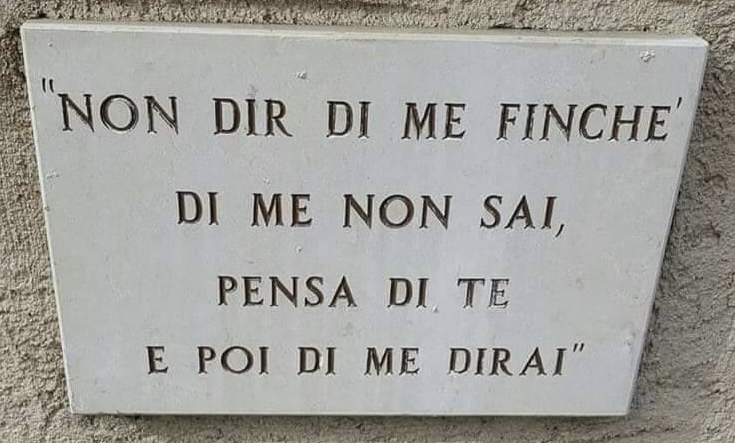 "NON DIR DI ME FINCHE'
DI ME NON SAI,
PENSA DI TE
E POI DI ME DIRAI"